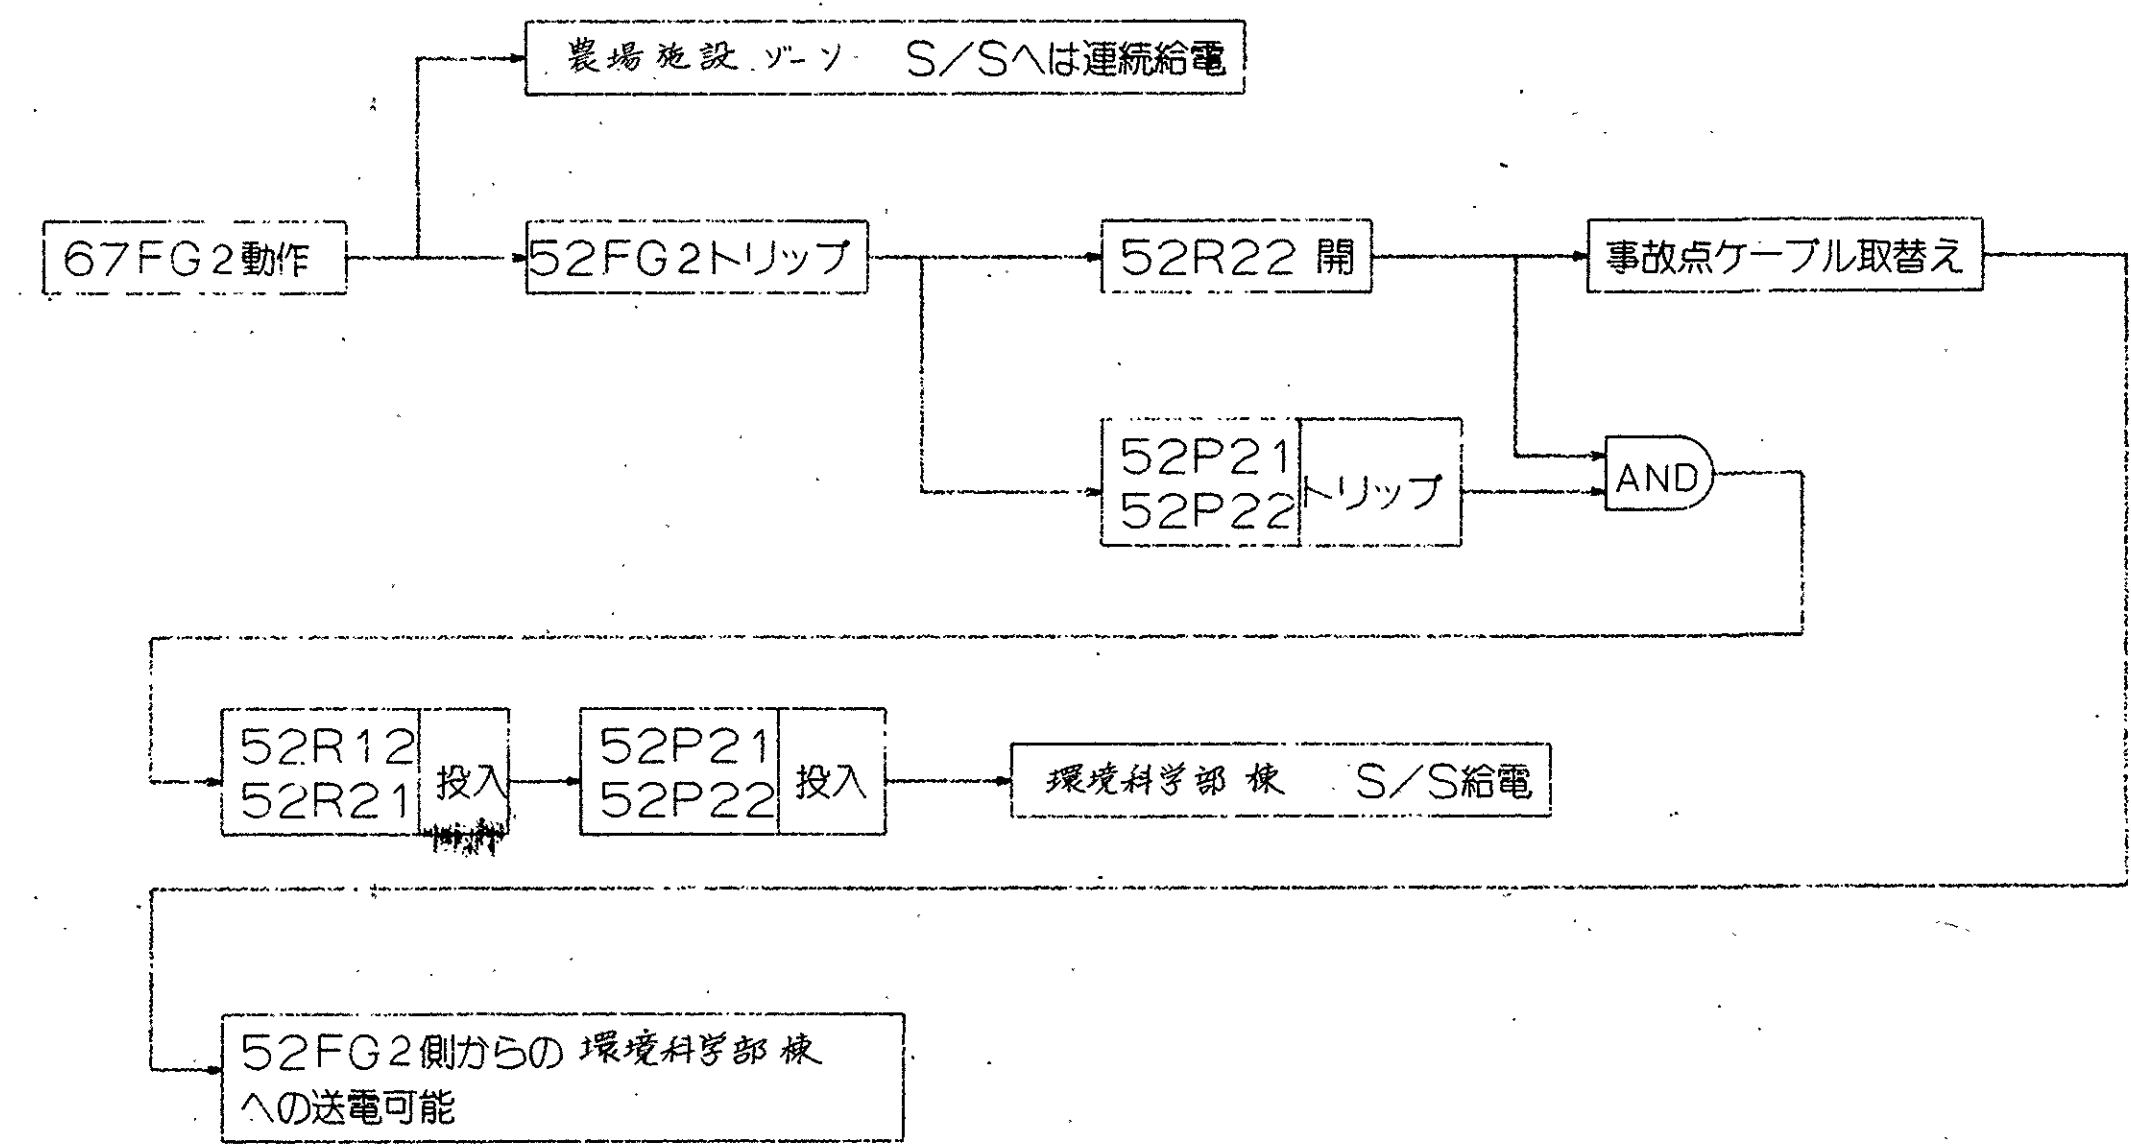 農場施設 ゾーン S/Sへは連続給電
67FG2動作
52FG2トリップ
52R22 開
事故点ケーブル取替え
52P21
52P22
トリップ
AND
52R12
52R21
投入
52P21
52P22
投入
環境科学部 棟 S/S給電
52FG2側からの 環境科学部 棟
への送電可能